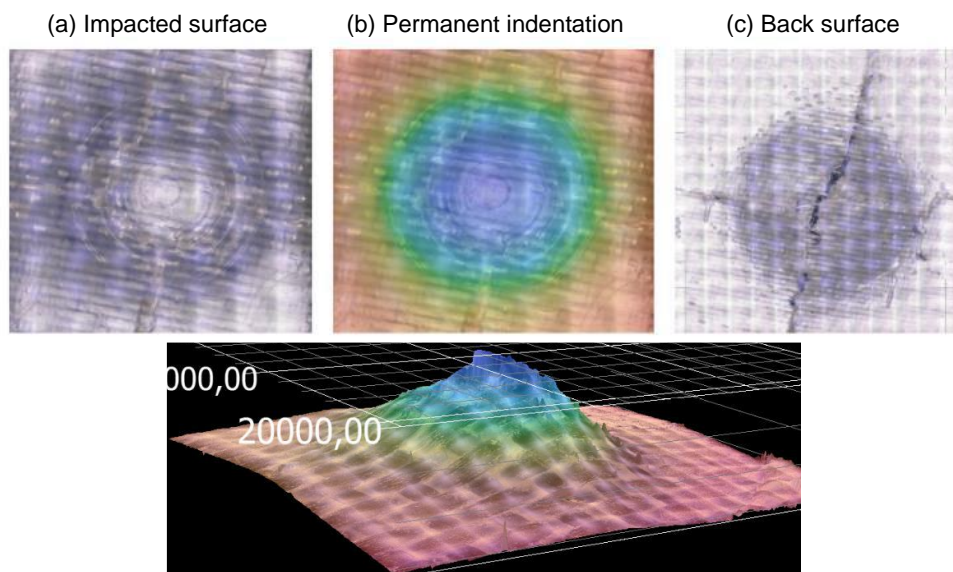 (a) Impacted surface (b) Permanent indentation (c) Back surface
000,00
20000,00